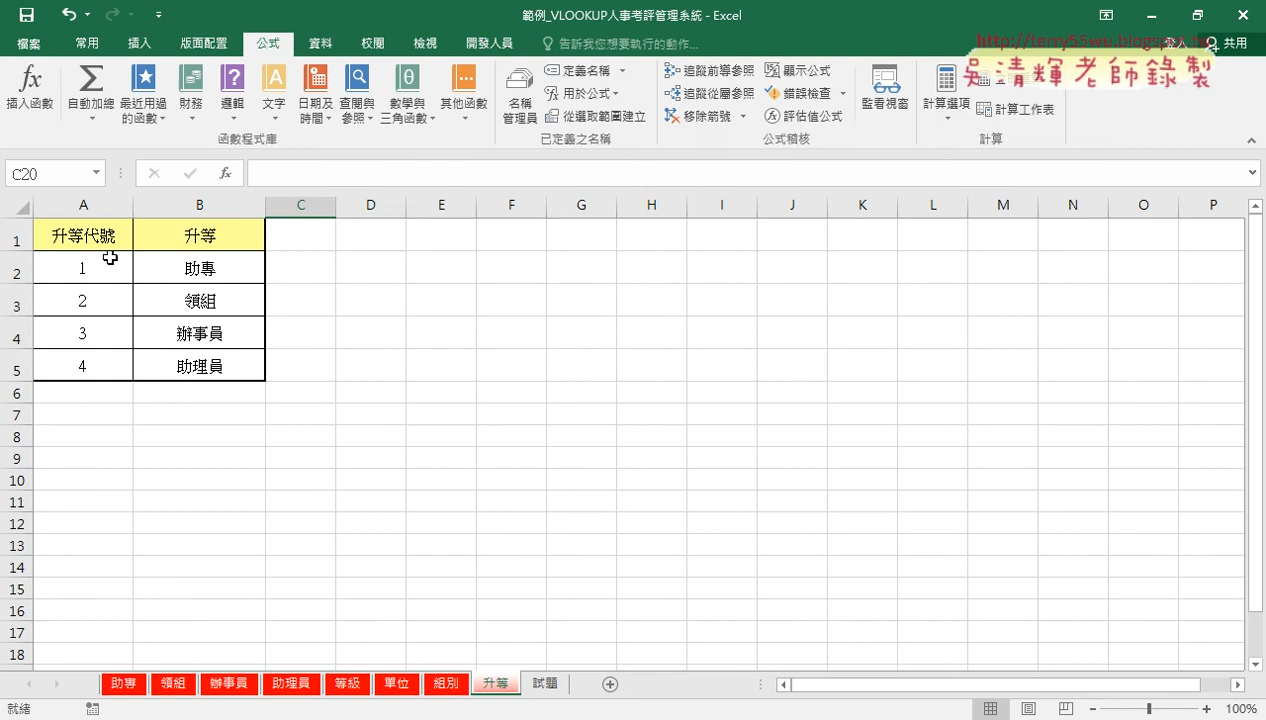 範例_VLOOKUP人事考評管理系統 - Excel
檔案 常用 插入 版面配置 公式 資料 校閱 檢視 開發人員 告訴我您想要執行的動作... 登入 共用
http://terry55wu.blogspot.tw
吳清輝老師錄製
插入函數 自動加總 最近用過的函數 財務 邏輯 文字 日期及時間 查閱與參照 數學與三角函數 其他函數 名稱管理員 定義名稱 用於公式 從選取範圍建立 追蹤前導參照 追蹤從屬參照 移除箭號 顯示公式 錯誤檢查 評估值公式 監看視窗 計算選項 計算工作表
函數程式庫 已定義之名稱 公式稽核 計算
C20 fx
A B C D E F G H I J K L M N O P
1 升等代號 升等
2 1 助專
3 2 領組
4 3 辦事員
5 4 助理員
6
7
8
9
10
11
12
13
14
15
16
17
18
助專 領組 辦事員 助理員 等級 單位 組別 升等 試題
就緒 100%